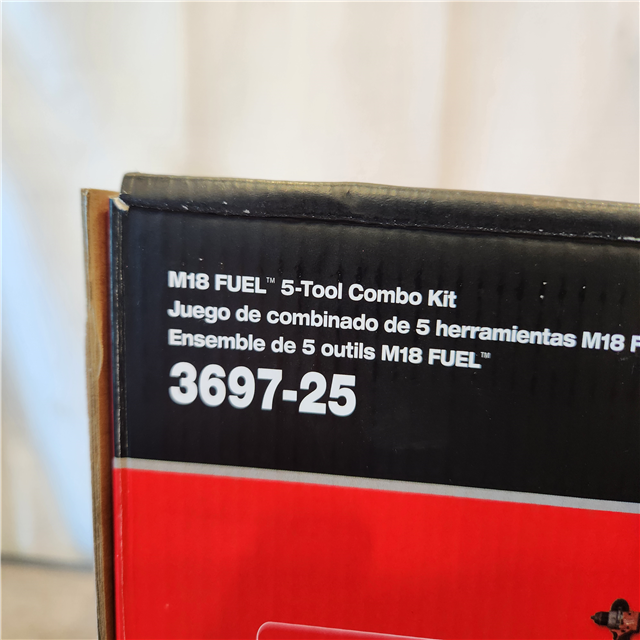 M18 FUEL™ 5-Tool Combo Kit
Juego de combinado de 5 herramientas M18 F
Ensemble de 5 outils M18 FUEL™
3697-25